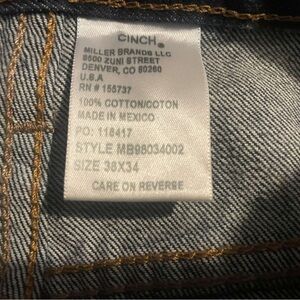 CINCH®
MILLER BRANDS LLC
9500 ZUNI STREET
DENVER, CO 80260
U.S.A
RN # 155737
100% COTTON/COTON
MADE IN MEXICO
PO: 118417
STYLE MB98034002
SIZE 38X34
CARE ON REVERSE